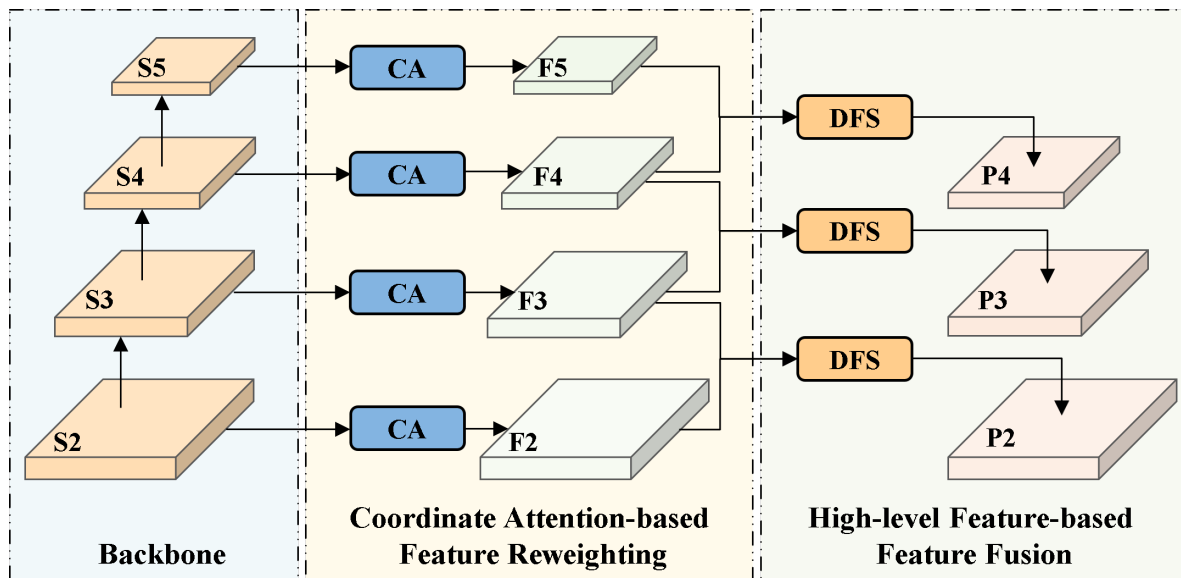 S5
CA
F5
DFS
S4
CA
F4
P4
DFS
S3
CA
F3
P3
DFS
S2
CA
F2
P2
Backbone
Coordinate Attention-based
Feature Reweighting
High-level Feature-based
Feature Fusion